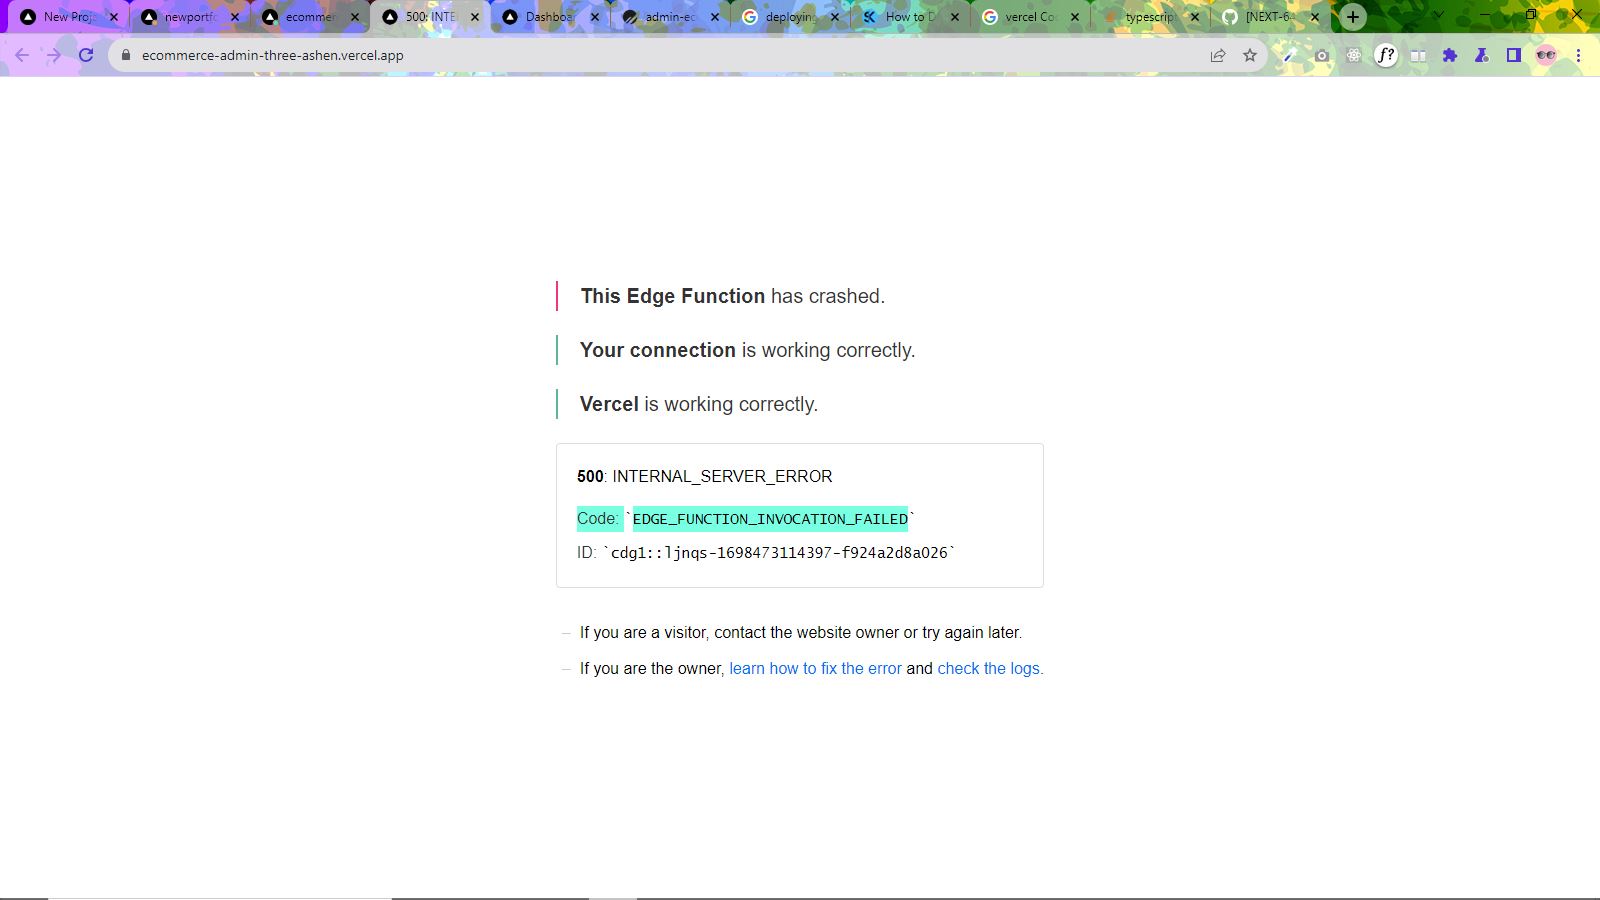 New Proj
newportfo
ecommer
500: INTE
Dashboa
admin-ec
deploying
How to D
vercel Co
typescrip
[NEXT-64
ecommerce-admin-three-ashen.vercel.app
f?
This Edge Function has crashed.
Your connection is working correctly.
Vercel is working correctly.
500: INTERNAL_SERVER_ERROR
Code: `EDGE_FUNCTION_INVOCATION_FAILED`
ID: `cdg1::ljnqs-1698473114397-f924a2d8a026`
– If you are a visitor, contact the website owner or try again later.
– If you are the owner, learn how to fix the error and check the logs.